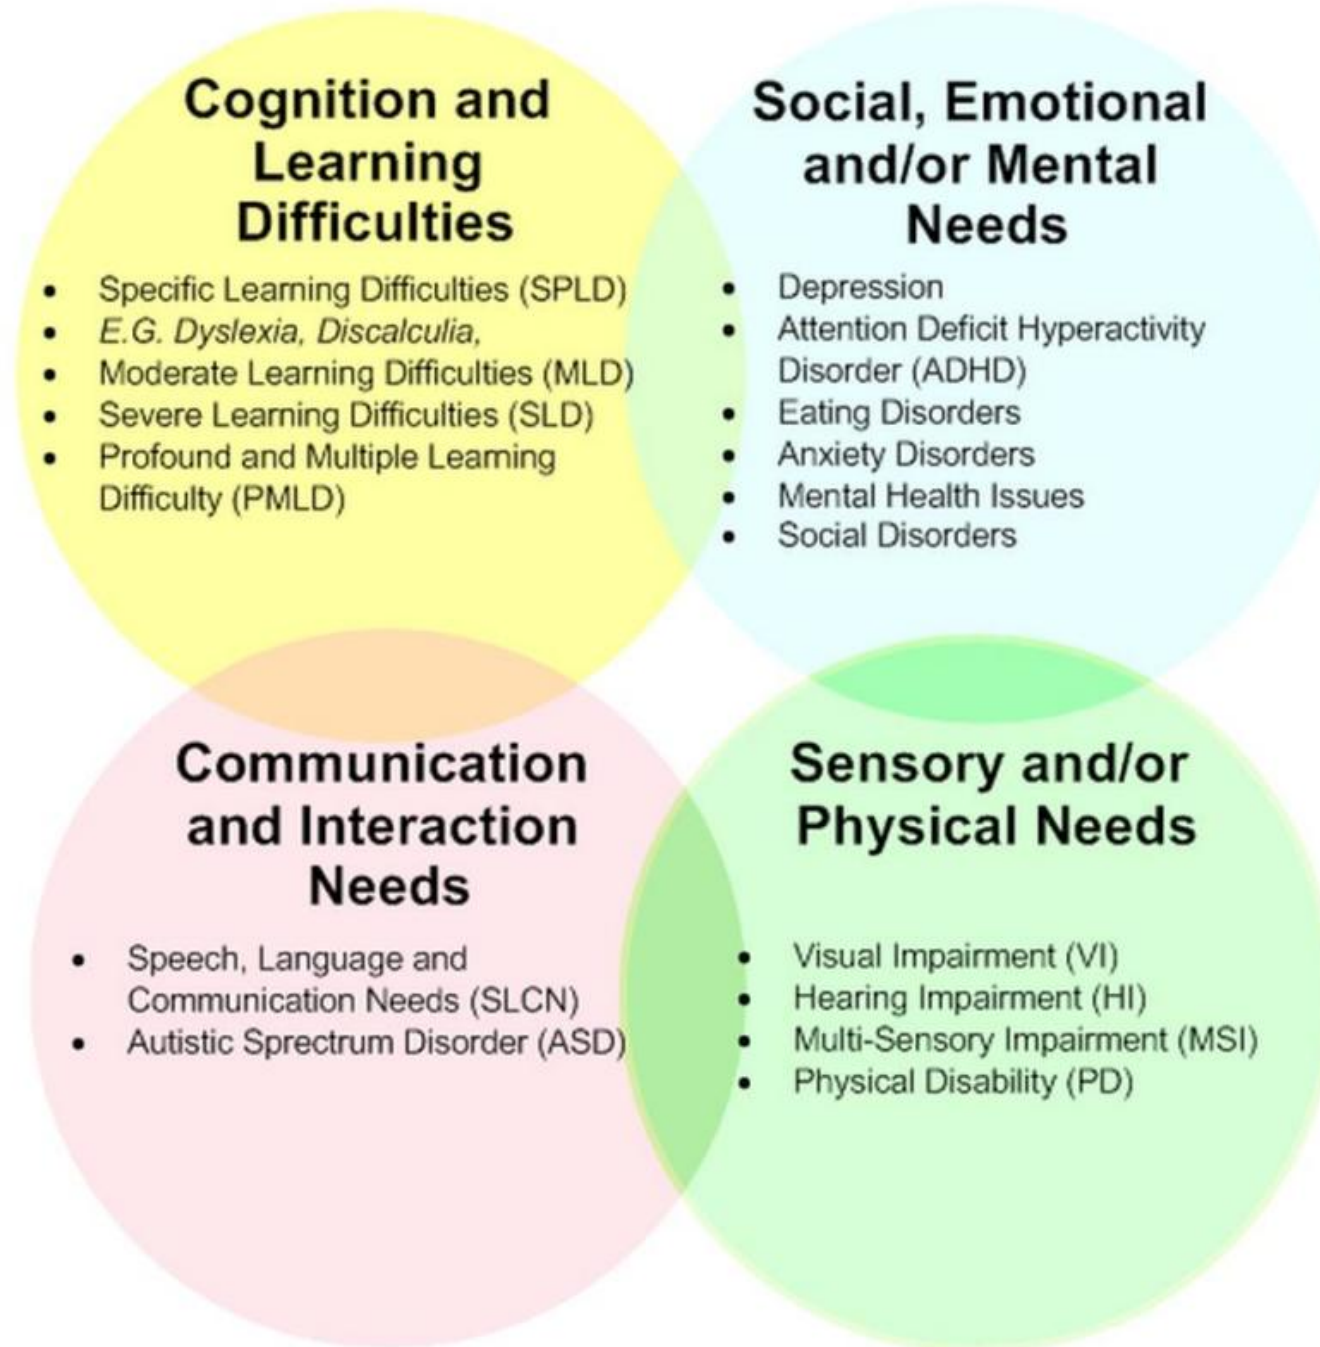 Cognition and
Learning
Difficulties
• Specific Learning Difficulties (SPLD)
• E.G. Dyslexia, Discalculia,
• Moderate Learning Difficulties (MLD)
• Severe Learning Difficulties (SLD)
• Profound and Multiple Learning
Difficulty (PMLD)
Social, Emotional
and/or Mental
Needs
• Depression
• Attention Deficit Hyperactivity
Disorder (ADHD)
• Eating Disorders
• Anxiety Disorders
• Mental Health Issues
• Social Disorders
Communication
and Interaction
Needs
• Speech, Language and
Communication Needs (SLCN)
• Autistic Sprectrum Disorder (ASD)
Sensory and/or
Physical Needs
• Visual Impairment (VI)
• Hearing Impairment (HI)
• Multi-Sensory Impairment (MSI)
• Physical Disability (PD)